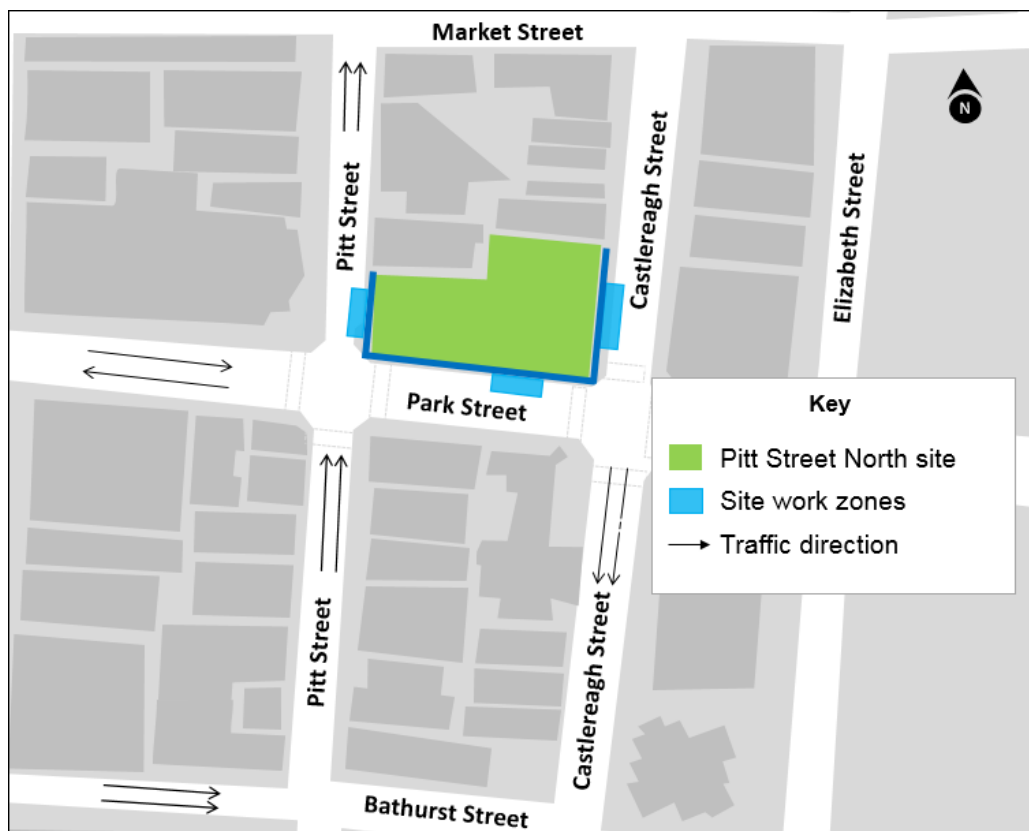 Market Street
N
Pitt Street
Castlereagh Street
Elizabeth Street
Park Street
Key
Pitt Street North site
Site work zones
Traffic direction
Pitt Street
Castlereagh Street
Bathurst Street